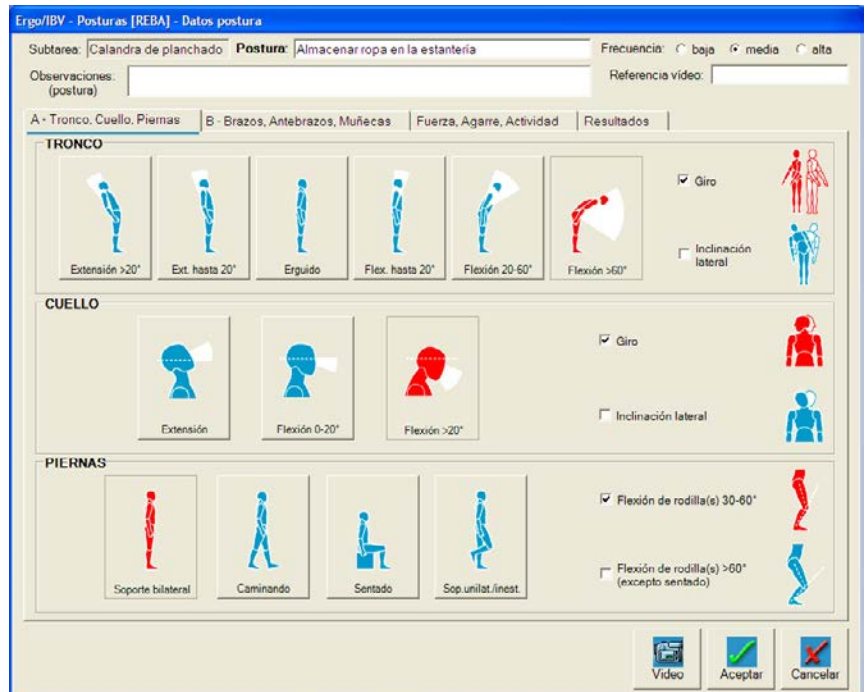 Ergo/IBV - Posturas [REBA] - Datos postura
Subtarea: Calandra de planchado Postura: Almacenar ropa en la estantería Frecuencia: baja media alta
Observaciones: (postura) Referencia vídeo:
A - Tronco, Cuello, Piernas B - Brazos, Antebrazos, Muñecas Fuerza, Agarre, Actividad Resultados
TRONCO
Giro
Inclinación lateral
Extensión >20° Ext. hasta 20° Erguido Flex. hasta 20° Flexión 20-60° Flexión >60°
CUELLO
Giro
Inclinación lateral
Extensión Flexión 0-20° Flexión >20°
PIERNAS
Flexión de rodilla(s) 30-60°
Flexión de rodilla(s) >60°
(excepto sentado)
Soporte bilateral Caminando Sentado Sop.unilat./inest.
Video Aceptar Cancelar